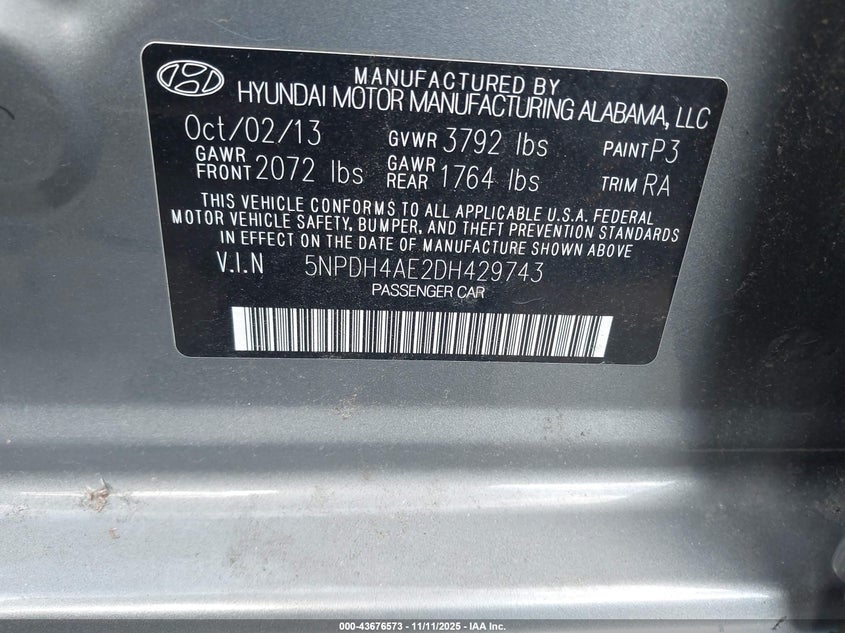 MANUFACTURED BY
HYUNDAI MOTOR MANUFACTURING ALABAMA, LLC
Oct/02/13 GVWR 3792 lbs PAINT P3
GAWR FRONT 2072 lbs GAWR REAR 1764 lbs TRIM RA
THIS VEHICLE CONFORMS TO ALL APPLICABLE U.S.A. FEDERAL
MOTOR VEHICLE SAFETY, BUMPER, AND THEFT PREVENTION STANDARDS
IN EFFECT ON THE DATE OF MANUFACTURE SHOWN ABOVE
V.I.N 5NPDH4AE2DH429743
PASSENGER CAR
000-43676573 - 11/11/2025 - IAA Inc.